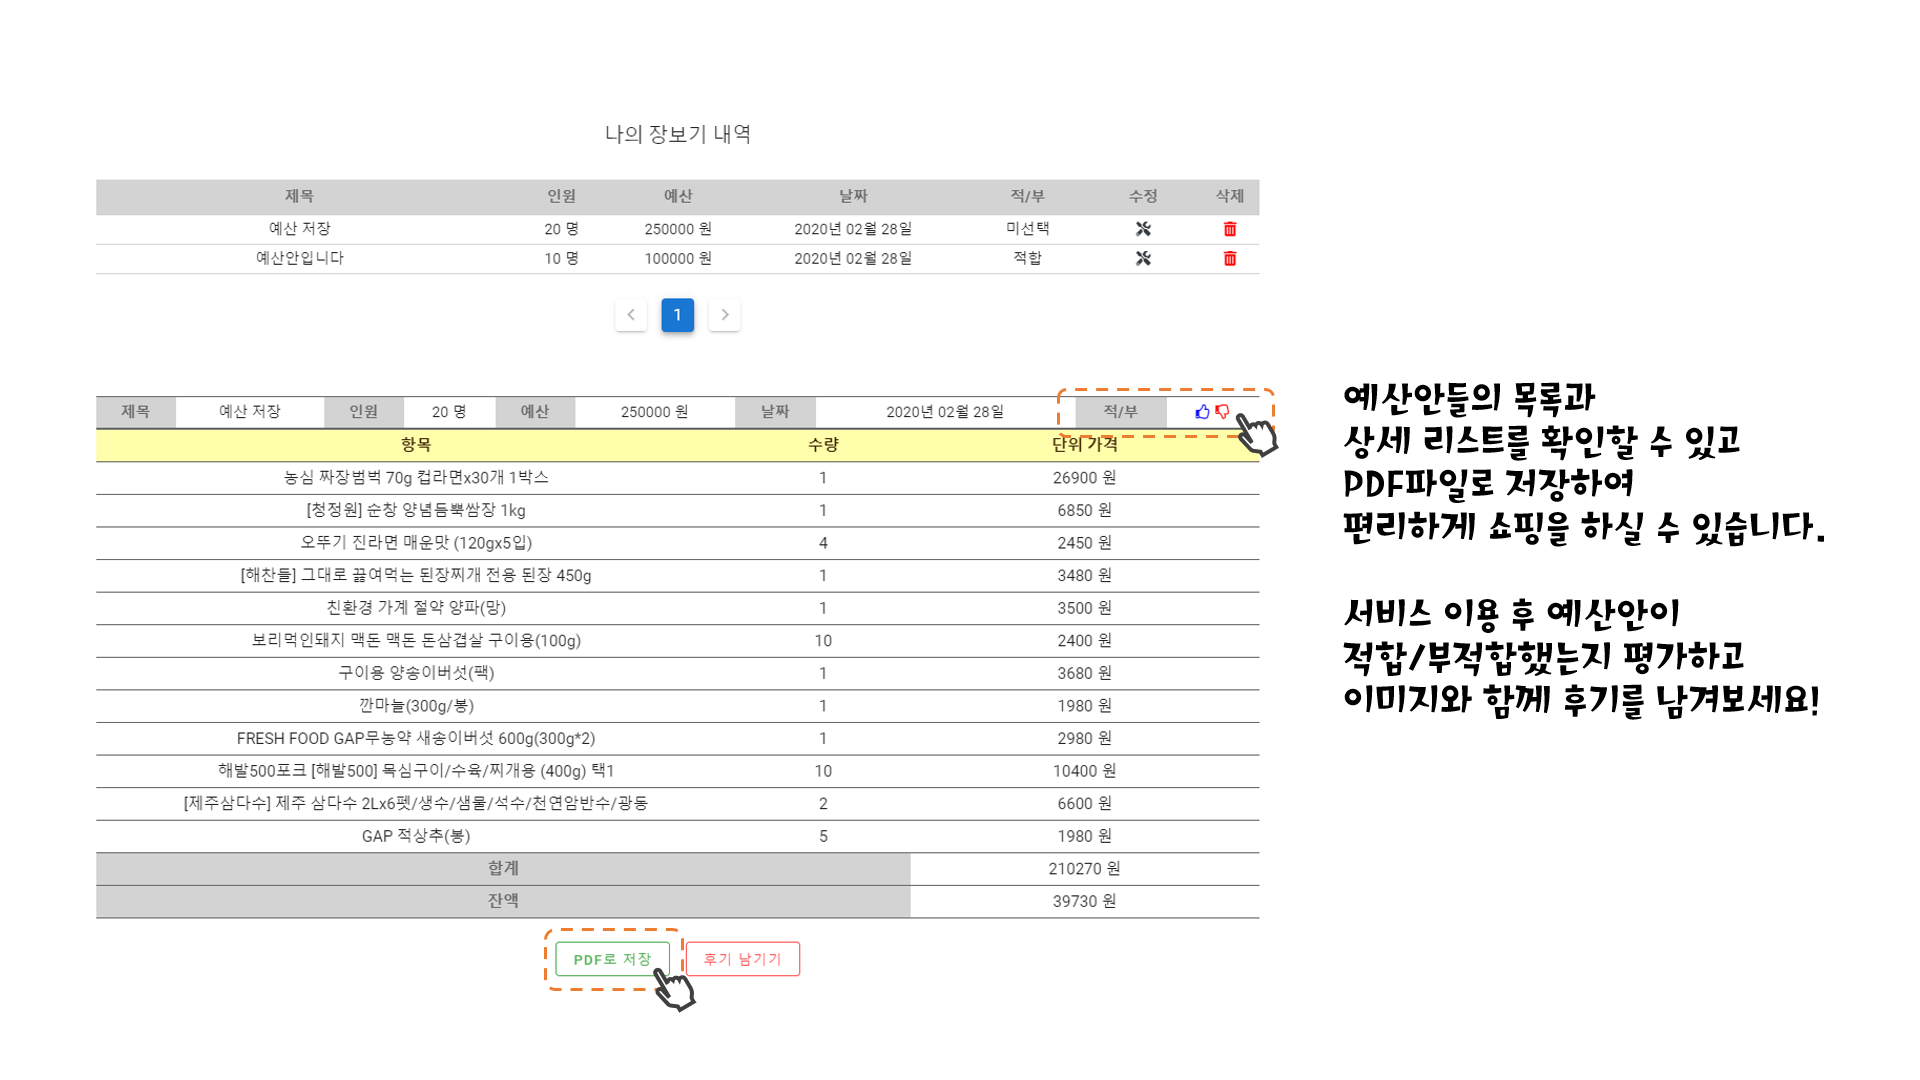 나의 장보기 내역
제목 인원 예산 날짜 적/부 수정 삭제
예산 저장 20 명 250000 원 2020년 02월 28일 미선택
예산안입니다 10 명 100000 원 2020년 02월 28일 적합
1
제목 예산 저장 인원 20 명 예산 250000 원 날짜 2020년 02월 28일 적/부
항목 수량 단위 가격
농심 짜장범벅 70g 컵라면x30개 1박스 1 26900 원
[청정원] 순창 양념듬뿍쌈장 1kg 1 6850 원
오뚜기 진라면 매운맛 (120gx5입) 4 2450 원
[해찬들] 그대로 끓여먹는 된장찌개 전용 된장 450g 1 3480 원
친환경 가계 절약 양파(망) 1 3500 원
보리먹인돼지 맥돈 맥돈 돈삼겹살 구이용(100g) 10 2400 원
구이용 양송이버섯(팩) 1 3680 원
깐마늘(300g/봉) 1 1980 원
FRESH FOOD GAP무농약 새송이버섯 600g(300g*2) 1 2980 원
해발500포크 [해발500] 목심구이/수육/찌개용 (400g) 택1 10 10400 원
[제주삼다수] 제주 삼다수 2Lx6펫/생수/샘물/석수/천연암반수/광동 2 6600 원
GAP 적상추(봉) 5 1980 원
합계 210270 원
잔액 39730 원
PDF로 저장 후기 남기기
예산안들의 목록과
상세 리스트를 확인할 수 있고
PDF파일로 저장하여
편리하게 쇼핑을 하실 수 있습니다.
서비스 이용 후 예산안이
적합/부적합했는지 평가하고
이미지와 함께 후기를 남겨보세요!